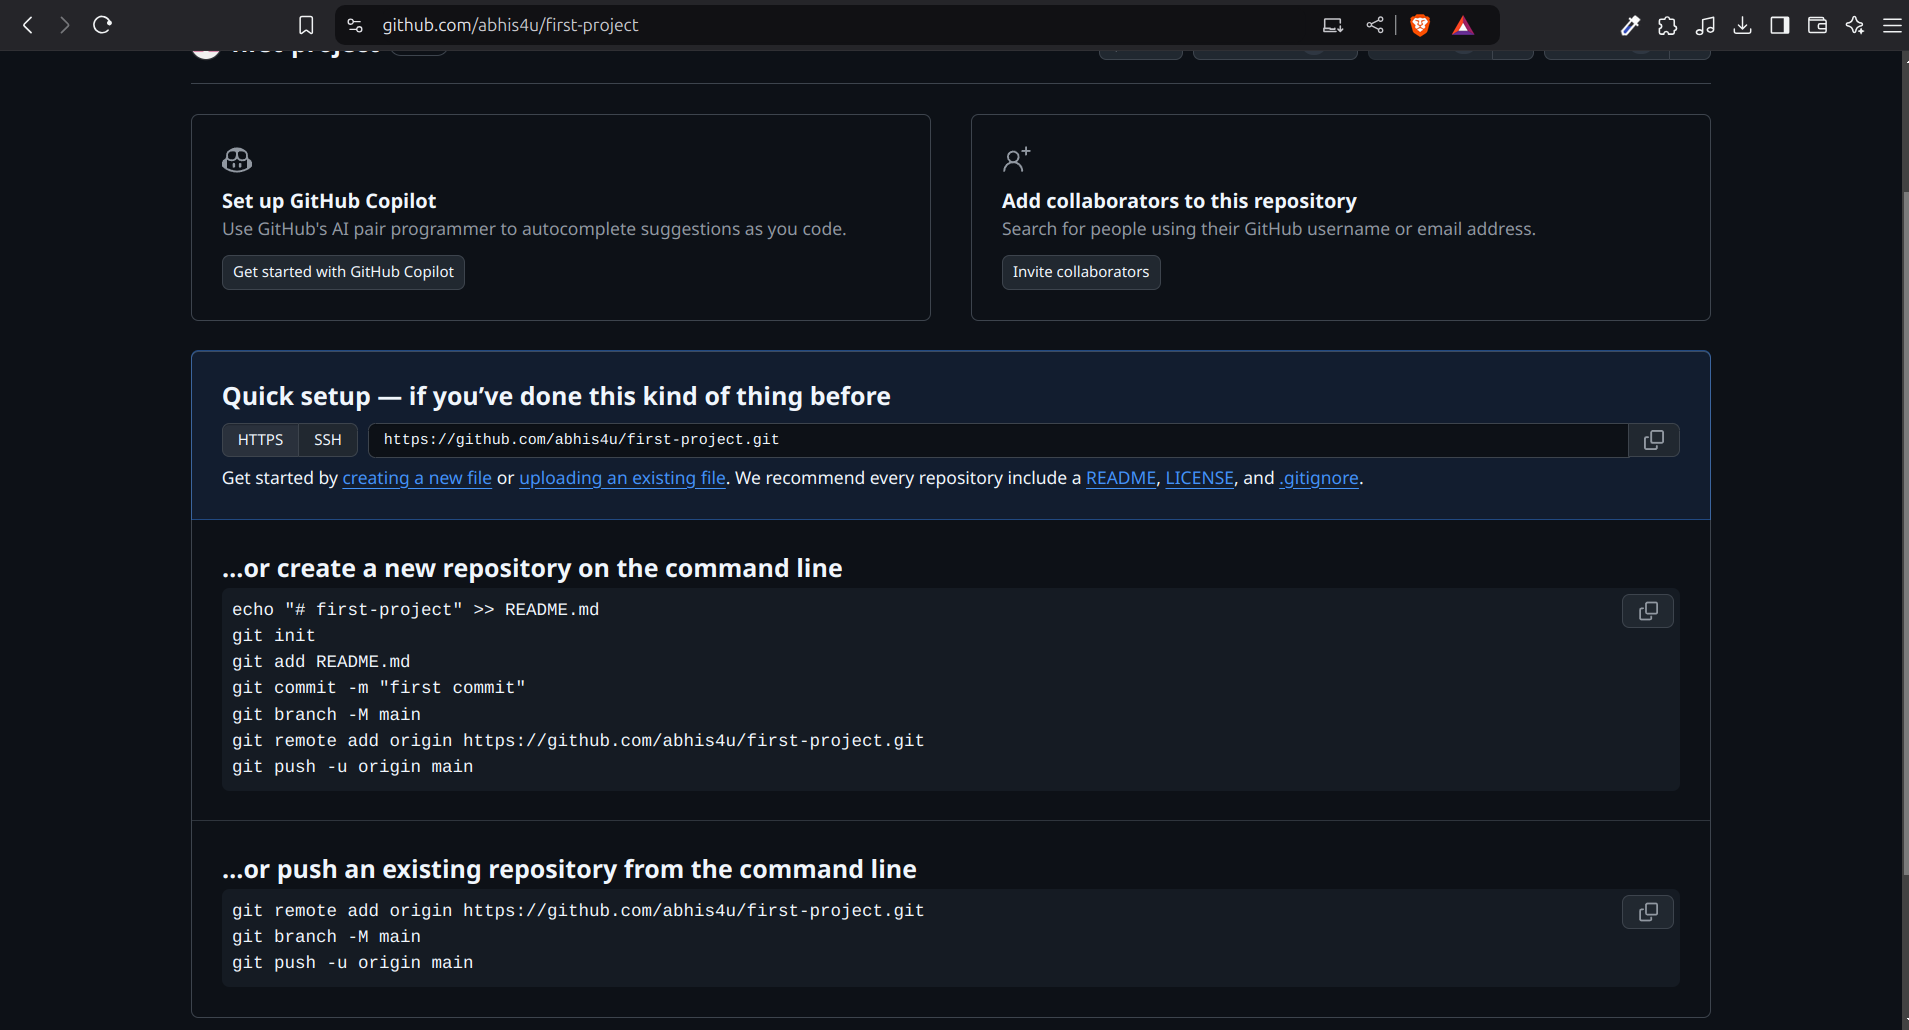 github.com/abhis4u/first-project
Set up GitHub Copilot
Use GitHub's AI pair programmer to autocomplete suggestions as you code.
Get started with GitHub Copilot
Add collaborators to this repository
Search for people using their GitHub username or email address.
Invite collaborators
Quick setup — if you’ve done this kind of thing before
HTTPS SSH https://github.com/abhis4u/first-project.git
Get started by creating a new file or uploading an existing file. We recommend every repository include a README, LICENSE, and .gitignore.
…or create a new repository on the command line
echo "# first-project" >> README.md
git init
git add README.md
git commit -m "first commit"
git branch -M main
git remote add origin https://github.com/abhis4u/first-project.git
git push -u origin main
…or push an existing repository from the command line
git remote add origin https://github.com/abhis4u/first-project.git
git branch -M main
git push -u origin main